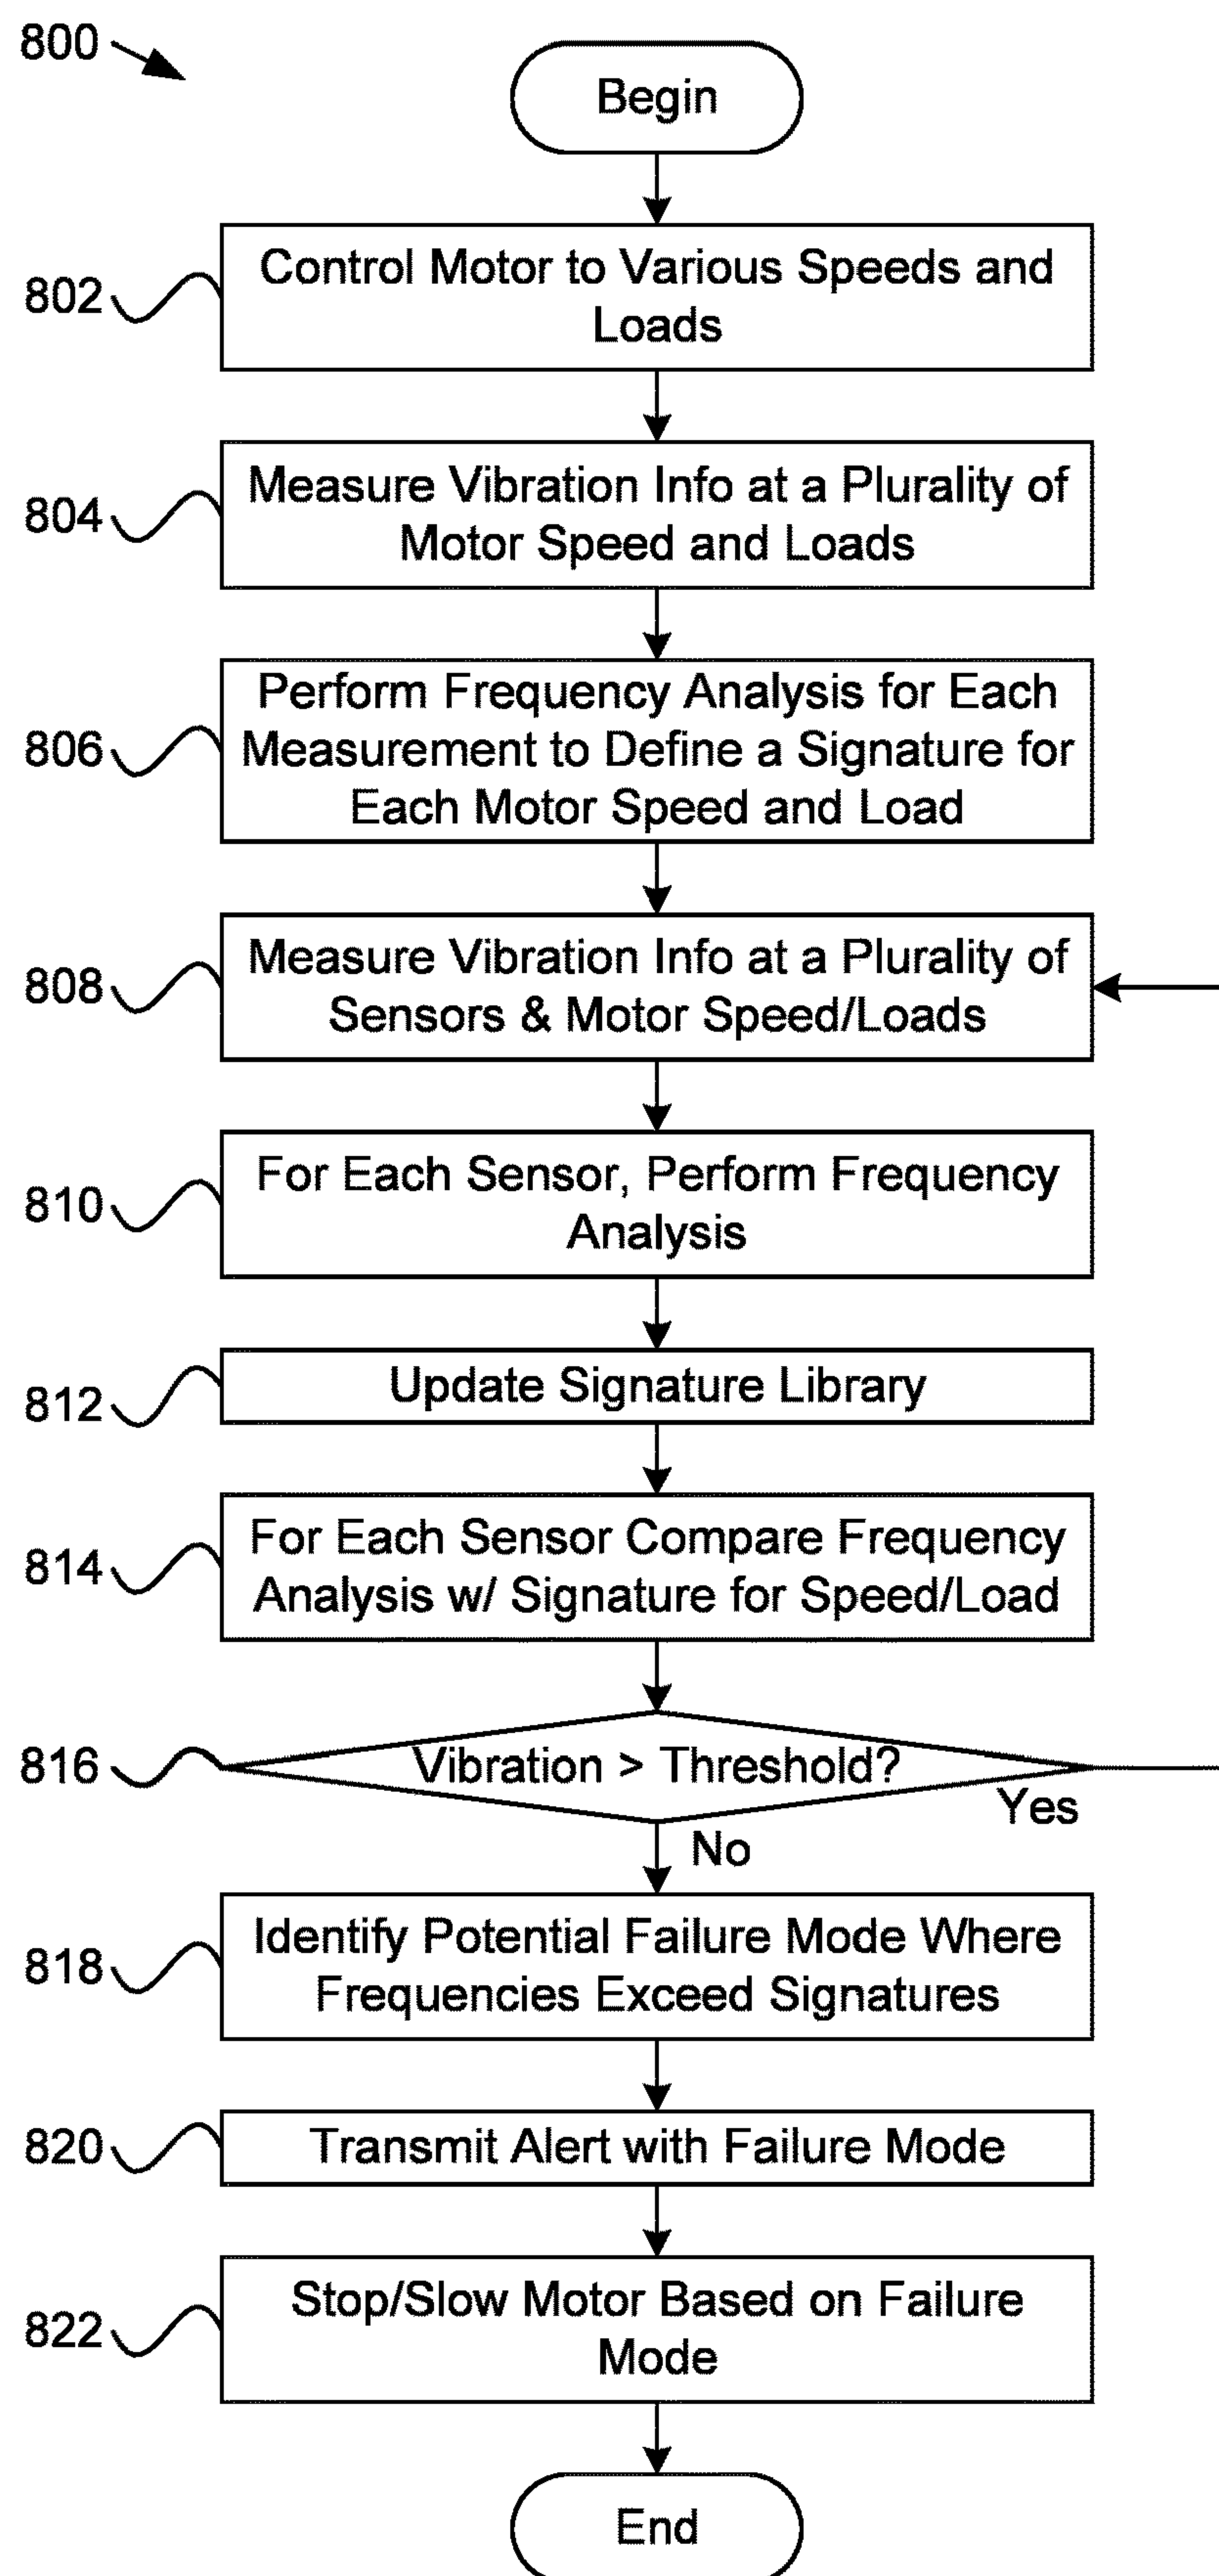 800
Begin
802
Control Motor to Various Speeds and
Loads
804
Measure Vibration Info at a Plurality of
Motor Speed and Loads
806
Perform Frequency Analysis for Each
Measurement to Define a Signature for
Each Motor Speed and Load
808
Measure Vibration Info at a Plurality of
Sensors & Motor Speed/Loads
810
For Each Sensor, Perform Frequency
Analysis
812
Update Signature Library
814
For Each Sensor Compare Frequency
Analysis w/ Signature for Speed/Load
816
Vibration > Threshold?
Yes
No
818
Identify Potential Failure Mode Where
Frequencies Exceed Signatures
820
Transmit Alert with Failure Mode
822
Stop/Slow Motor Based on Failure
Mode
End